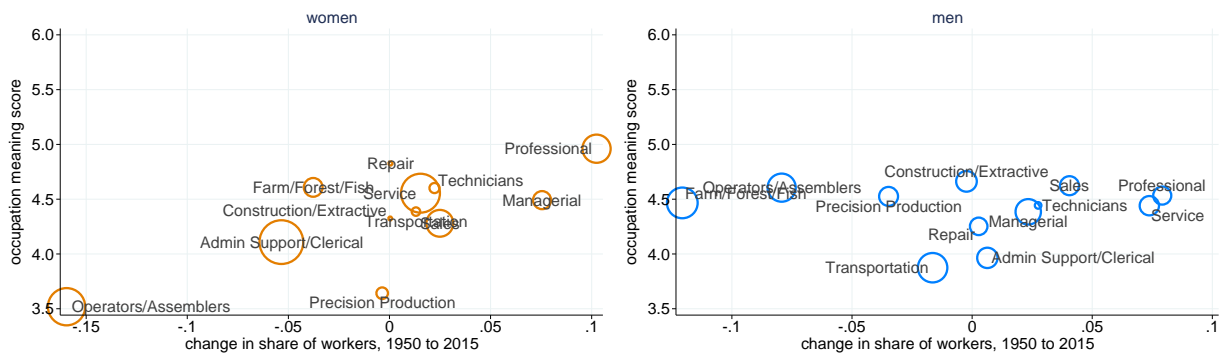 women
occupation meaning score
6.0
5.5
5.0
4.5
4.0
3.5
Professional
Repair
Technicians
Farm/Forest/Fish
Service
Managerial
Construction/Extractive
Transportation
Sales
Admin Support/Clerical
Precision Production
Operators/Assemblers
-.15
-.1
-.05
0
.05
.1
change in share of workers, 1950 to 2015
men
occupation meaning score
6.0
5.5
5.0
4.5
4.0
3.5
Construction/Extractive
Operators/Assemblers
Farm/Forest/Fish
Sales
Professional
Precision Production
Technicians
Service
Managerial
Repair
Admin Support/Clerical
Transportation
-.1
-.05
0
.05
.1
change in share of workers, 1950 to 2015